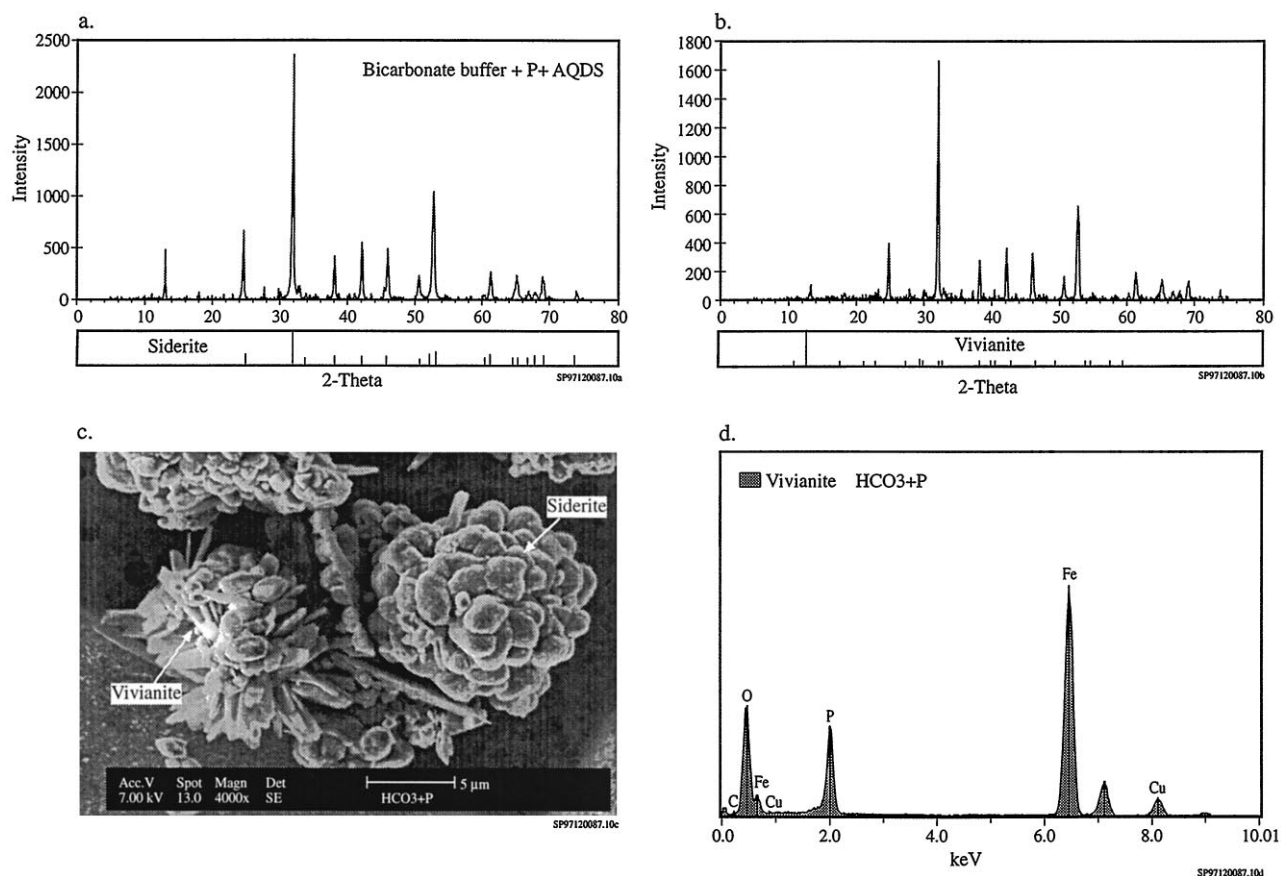 a.
2500
2000
1500
1000
500
0
Intensity
Bicarbonate buffer + P+ AQDS
0 10 20 30 40 50 60 70 80
Siderite
2-Theta
SP97120087.10a
b.
1800
1600
1400
1200
1000
800
600
400
200
0
Intensity
0 10 20 30 40 50 60 70 80
Vivianite
2-Theta
SP97120087.10b
c.
Siderite
Vivianite
Acc.V Spot Magn Det
7.00 kV 13.0 4000x SE
5 µm
HCO3+P
SP97120087.10c
d.
Vivianite HCO3+P
Fe
O
P
Fe
C
Cu
Cu
0.0 2.0 4.0 6.0 8.0 10.01
keV
SP97120087.10d